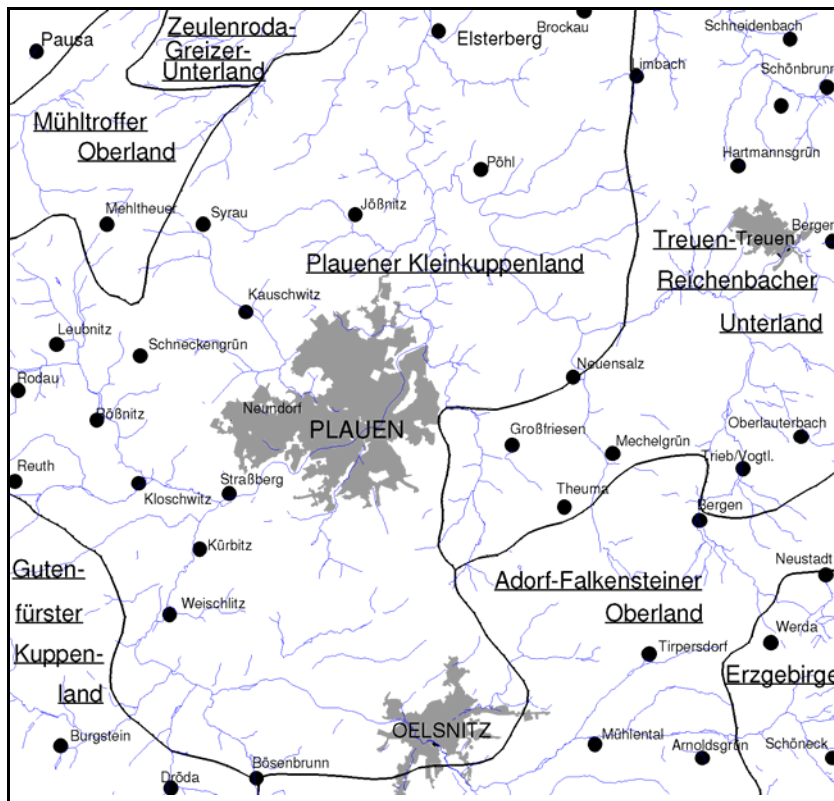 Zeulenroda-
Greizer-
Unterland
Pausa
Elsterberg
Brockau
Schneidenbach
Limbach
Schönbrunn
Mühltroffer
Oberland
Pöhl
Hartmannsgrün
Mehltheuer
Syrau
Jößnitz
Bergen
Treuen-
Treuen
Reichenbacher
Unterland
Plauener Kleinkuppenland
Kauschwitz
Leubnitz
Schneckengrün
Neuensalz
Rodau
Rößnitz
Neundorf
PLAUEN
Großfriesen
Mechelgrün
Oberlauterbach
Trieb/Vogtl.
Reuth
Kloschwitz
Straßberg
Theuma
Bergen
Kürbitz
Neustadt
Guten-
fürster
Kuppen-
land
Adorf-Falkensteiner
Oberland
Weischlitz
Werda
Tirpersdorf
Erzgebirge
Burgstein
OELSNITZ
Mühlental
Arnoldsgrün
Schöneck
Bösenbrunn
Dröda